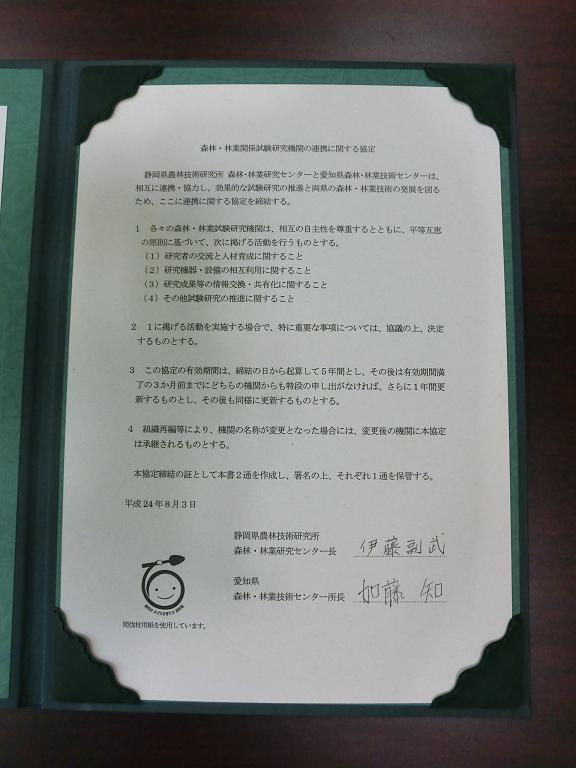 森林・林業関係試験研究機関の連携に関する協定
静岡県農林技術研究所 森林・林業研究センターと愛知県森林・林業技術センターは、
相互に連携・協力し、効果的な試験研究の推進と両県の森林・林業技術の発展を図る
ため、ここに連携に関する協定を締結する。
1 各々の森林・林業試験研究機関は、相互の自主性を尊重するとともに、平等互恵
の原則に基づいて、次に掲げる活動を行うものとする。
(1)研究者の交流と人材育成に関すること
(2)研究機器・設備の相互利用に関すること
(3)研究成果等の情報交換・共有化に関すること
(4)その他試験研究の推進に関すること
2 1に掲げる活動を実施する場合で、特に重要な事項については、協議の上、決定
するものとする。
3 この協定の有効期間は、締結の日から起算して5年間とし、その後は有効期間満
了の3か月前までにどちらの機関からも特段の申し出がなければ、さらに1年間更
新するものとし、その後も同様に更新するものとする。
4 組織再編等により、機関の名称が変更となった場合には、変更後の機関に本協定
は承継されるものとする。
本協定締結の証として本書2通を作成し、署名の上、それぞれ1通を保管する。
平成24年8月3日
静岡県農林技術研究所
森林・林業研究センター長 伊藤 武
愛知県
森林・林業技術センター所長 加藤 知
間伐材用紙を使用しています。